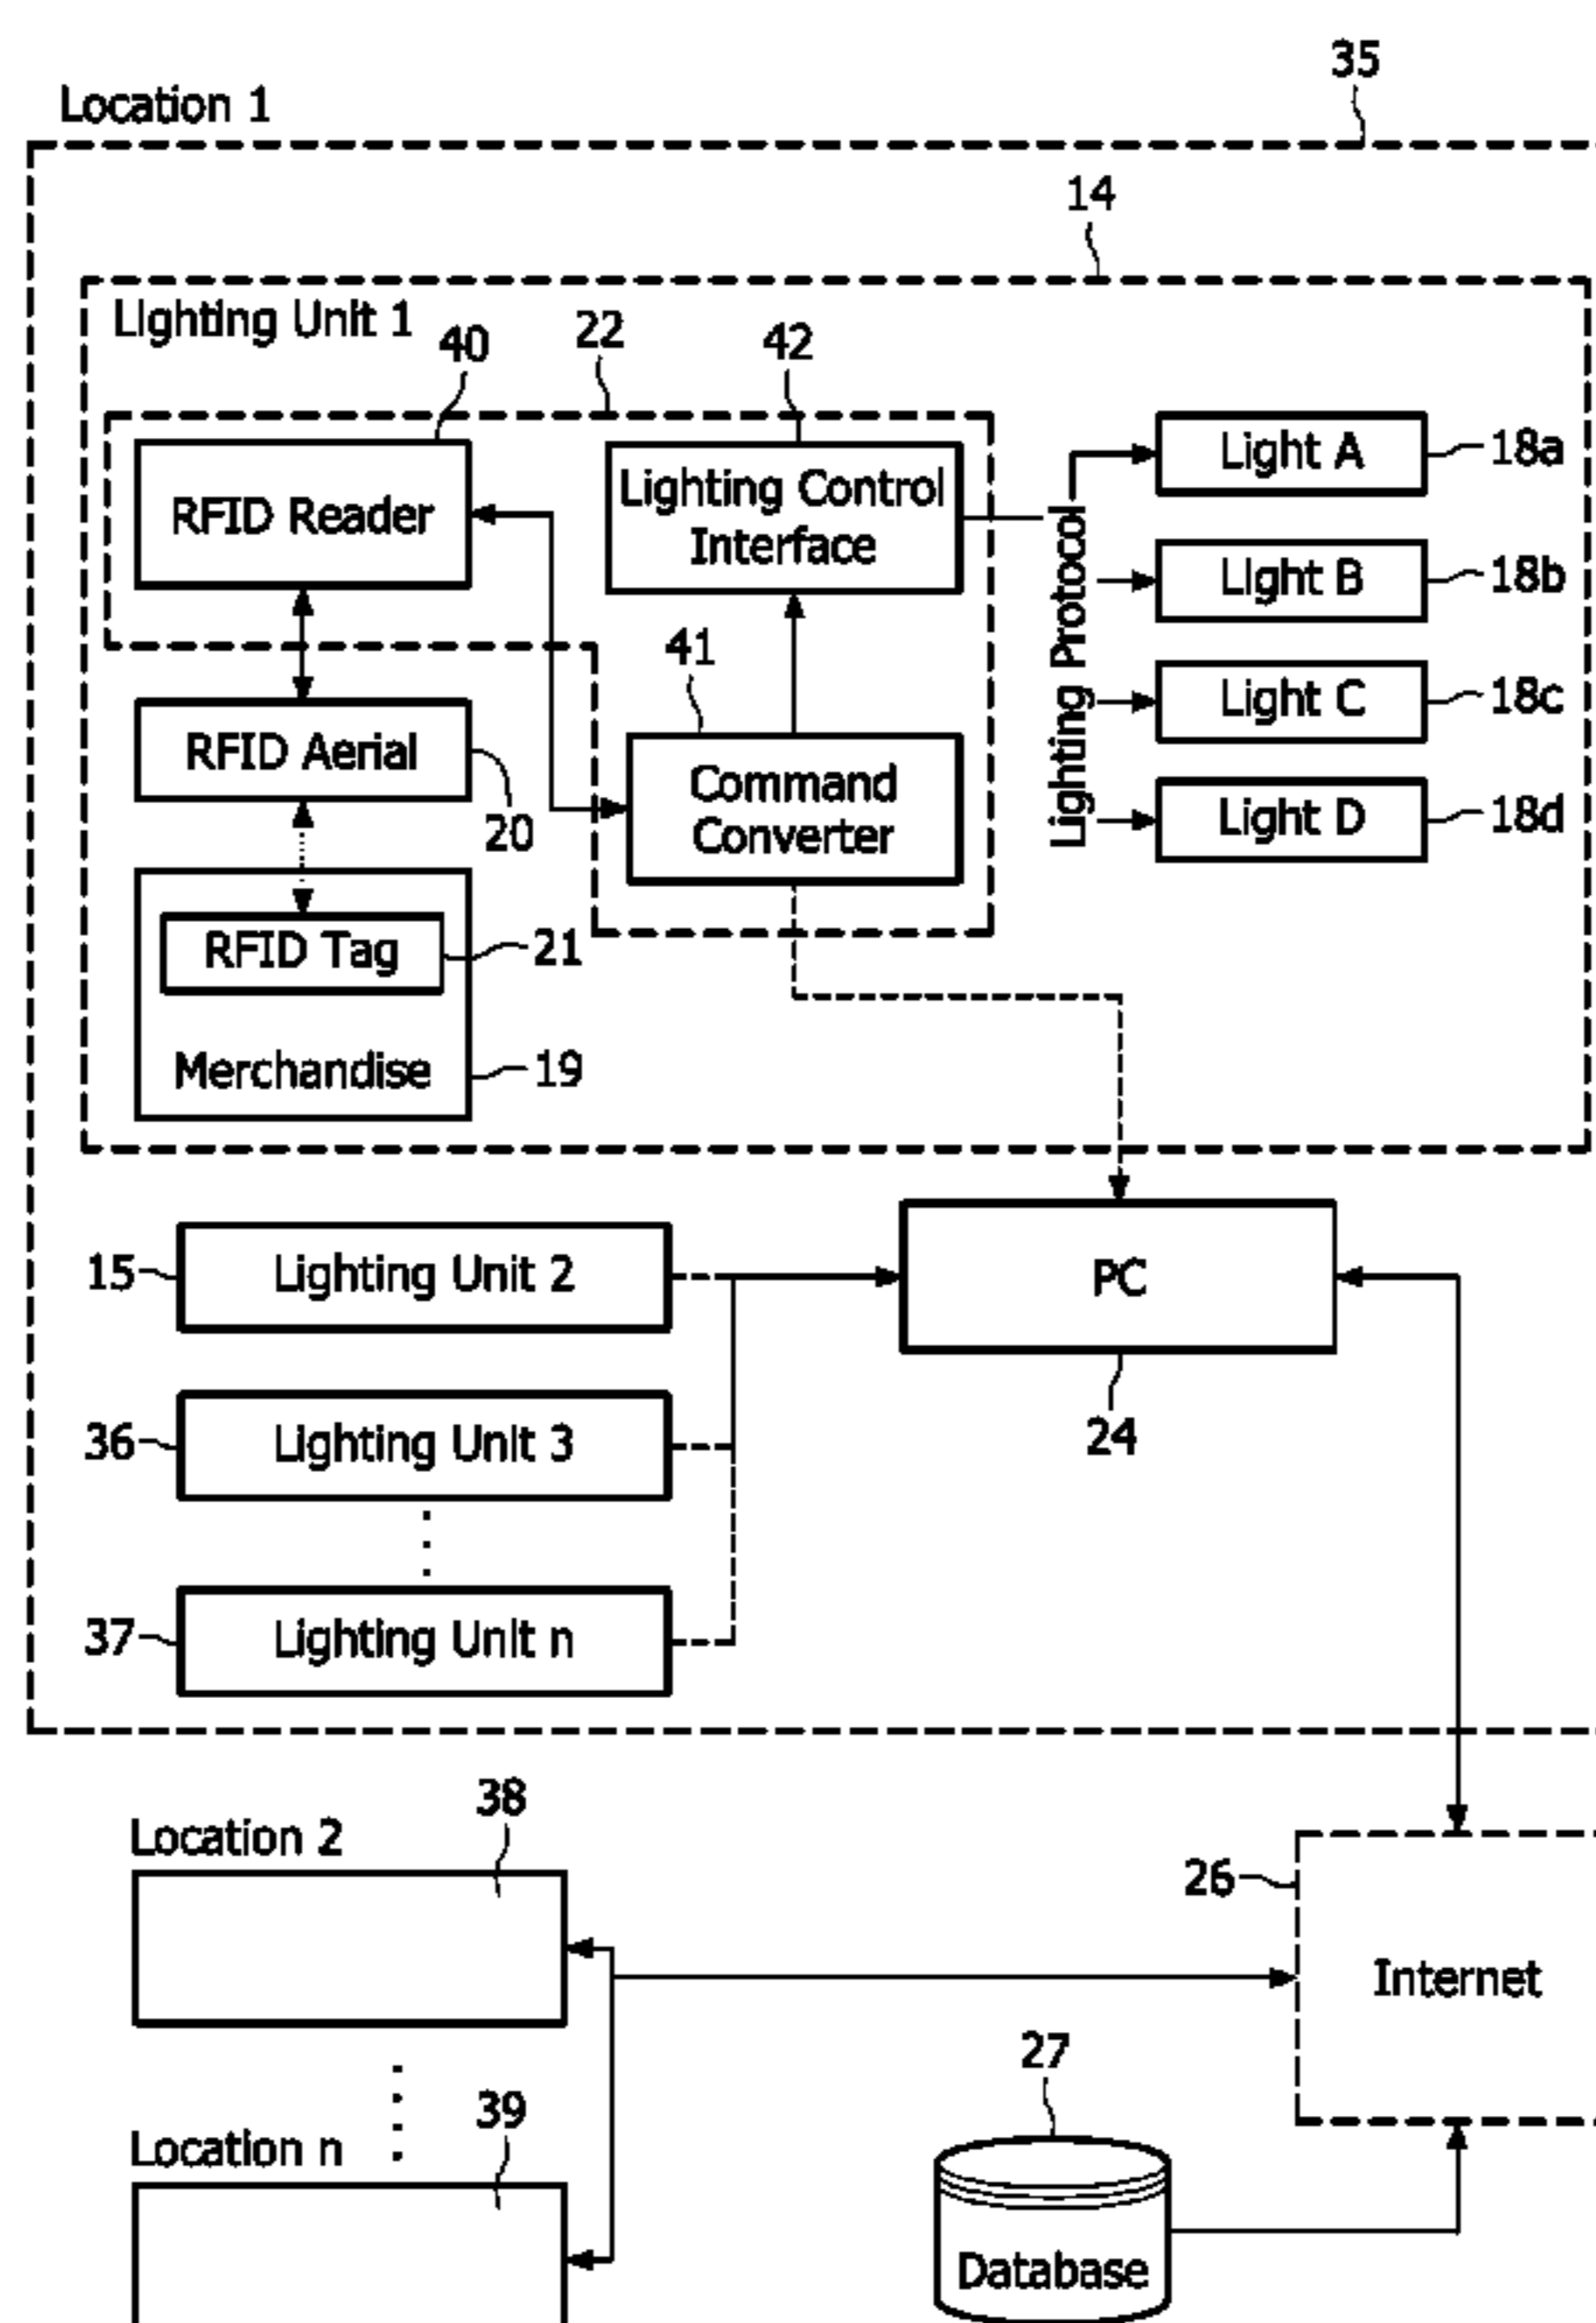 35
Location 1
14
Lighting Unit 1
40
22
42
RFID Reader
Lighting Control
Interface
Lighting Protocol
Light A
18a
Light B
18b
41
Light C
18c
RFID Aerial
20
Command
Converter
Light D
18d
RFID Tag
21
Merchandise
19
15
Lighting Unit 2
PC
24
36
Lighting Unit 3
37
Lighting Unit n
38
Location 2
26
Internet
27
39
Location n
Database